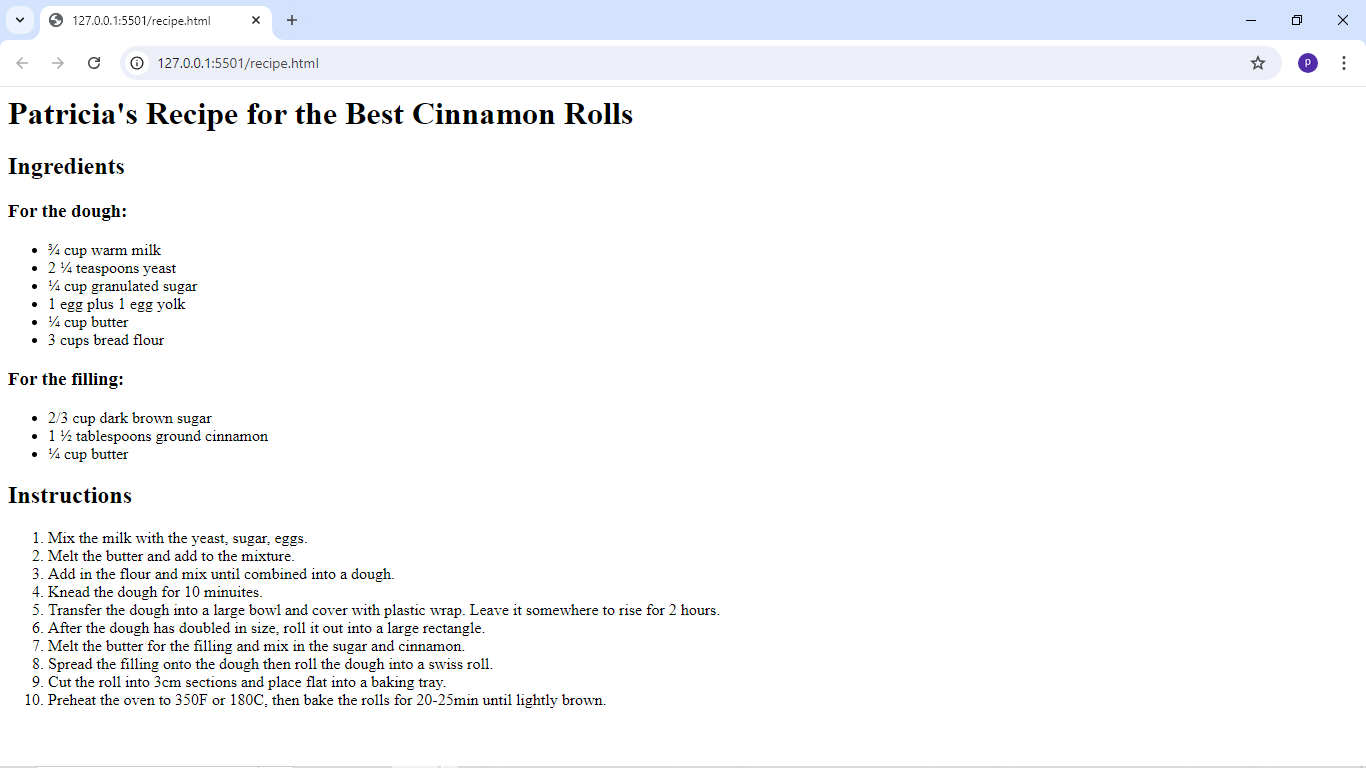 127.0.0.1:5501/recipe.html
127.0.0.1:5501/recipe.html
P
Patricia's Recipe for the Best Cinnamon Rolls
Ingredients
For the dough:
• ¾ cup warm milk
• 2 ¼ teaspoons yeast
• ¼ cup granulated sugar
• 1 egg plus 1 egg yolk
• ¼ cup butter
• 3 cups bread flour
For the filling:
• 2/3 cup dark brown sugar
• 1 ½ tablespoons ground cinnamon
• ¼ cup butter
Instructions
1. Mix the milk with the yeast, sugar, eggs.
2. Melt the butter and add to the mixture.
3. Add in the flour and mix until combined into a dough.
4. Knead the dough for 10 minuites.
5. Transfer the dough into a large bowl and cover with plastic wrap. Leave it somewhere to rise for 2 hours.
6. After the dough has doubled in size, roll it out into a large rectangle.
7. Melt the butter for the filling and mix in the sugar and cinnamon.
8. Spread the filling onto the dough then roll the dough into a swiss roll.
9. Cut the roll into 3cm sections and place flat into a baking tray.
10. Preheat the oven to 350F or 180C, then bake the rolls for 20-25min until lightly brown.